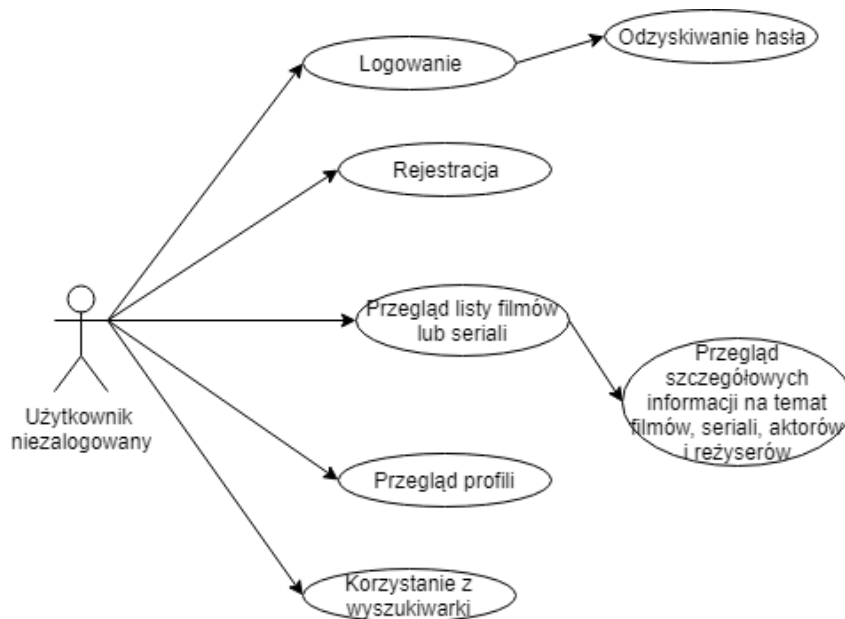 Odzyskiwanie hasła
Logowanie
Rejestracja
Przegląd listy filmów
lub seriali
Przegląd
szczegółowych
informacji na temat
filmów, seriali, aktorów
i reżyserów
Użytkownik
niezalogowany
Przegląd profili
Korzystanie z
wyszukiwarki